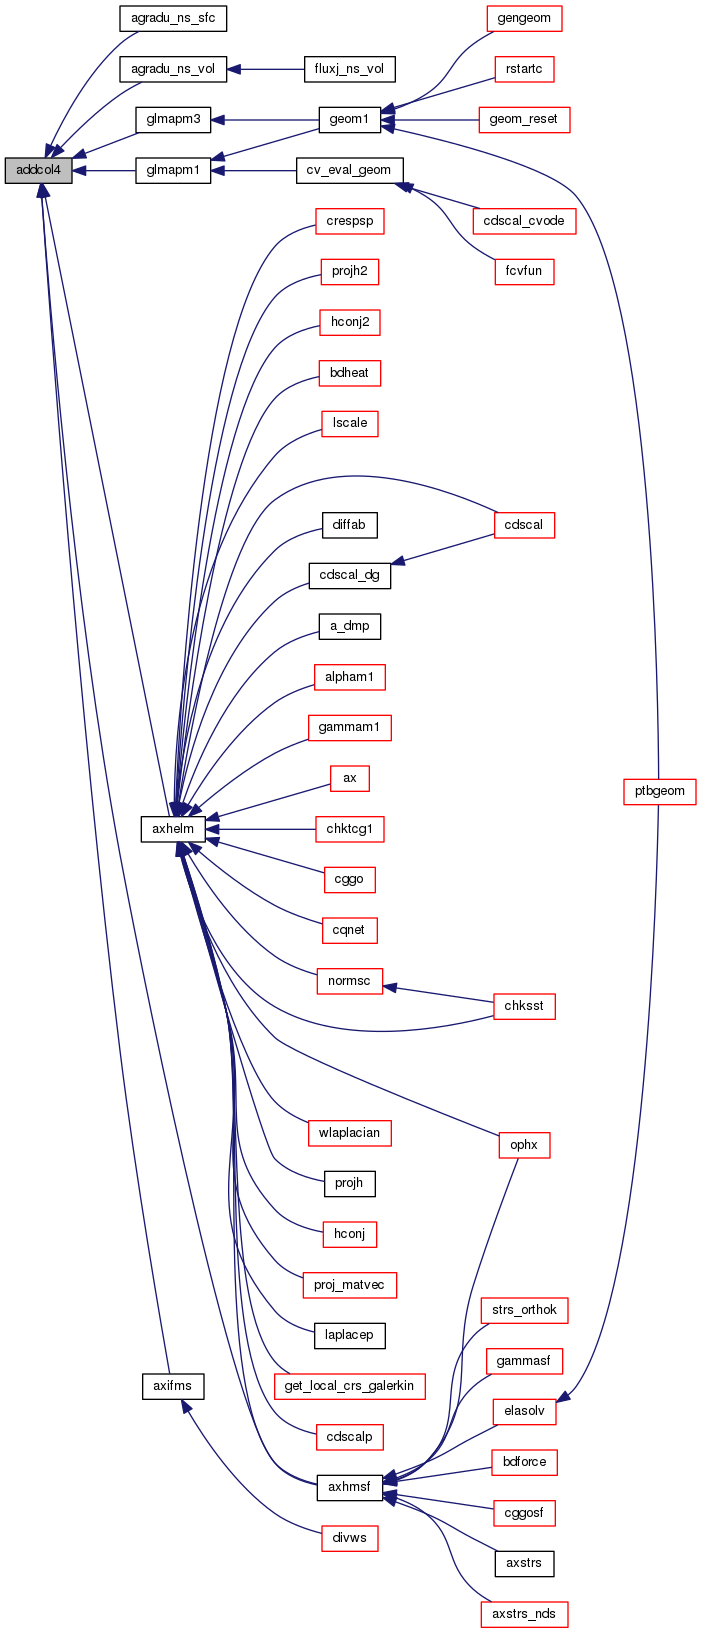 agradu_ns_sfc
gengeom
agradu_ns_vol
fluxj_ns_vol
rstartc
glmapm3
geom1
geom_reset
addcol4
glmapm1
cv_eval_geom
crespsp
cdscal_cvode
projh2
fcvfun
hconj2
bdheat
lscale
diffab
cdscal
cdscal_dg
a_dmp
alpham1
gammam1
ax
ptbgeom
axhelm
chktcg1
cggo
cqnet
normsc
chksst
wlaplacian
ophx
projh
hconj
proj_matvec
strs_orthok
laplacep
gammasf
axifms
get_local_crs_galerkin
elasolv
cdscalp
bdforce
axhmsf
cggosf
divws
axstrs
axstrs_nds